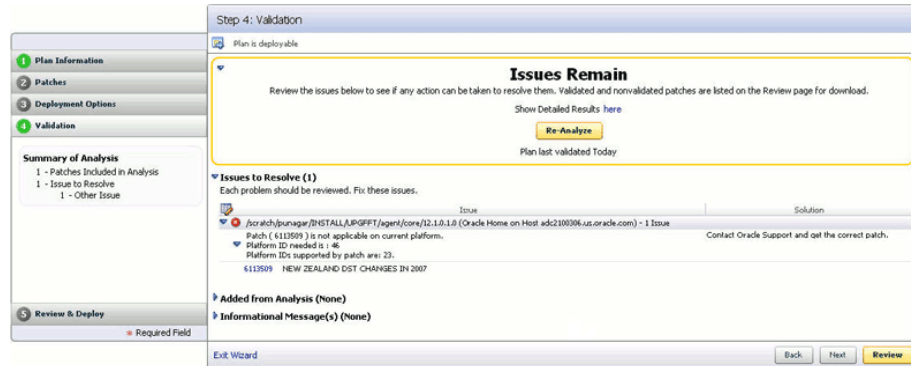 Step 4: Validation
Plan is deployable
1 Plan Information
2 Patches
3 Deployment Options
4 Validation
Summary of Analysis
1 - Patches Included in Analysis
1 - Issue to Resolve
1 - Other Issue
5 Review & Deploy
* Required Field
Issues Remain
Review the issues below to see if any action can be taken to resolve them. Validated and nonvalidated patches are listed on the Review page for download.
Show Detailed Results here
Re-Analyze
Plan last validated Today
Issues to Resolve (1)
Each problem should be reviewed. Fix these issues.
Issue Solution
/scratch/punagar/INSTALL/UPGFFT/agent/core/12.1.0.1.0 (Oracle Home on Host adc2100306.us.oracle.com) - 1 Issue
Patch ( 6113509 ) is not applicable on current platform. Contact Oracle Support and get the correct patch.
Platform ID needed is : 46
Platform IDs supported by patch are: 23.
6113509 NEW ZEALAND DST CHANGES IN 2007
Added from Analysis (None)
Informational Message(s) (None)
Exit Wizard Back Next Review